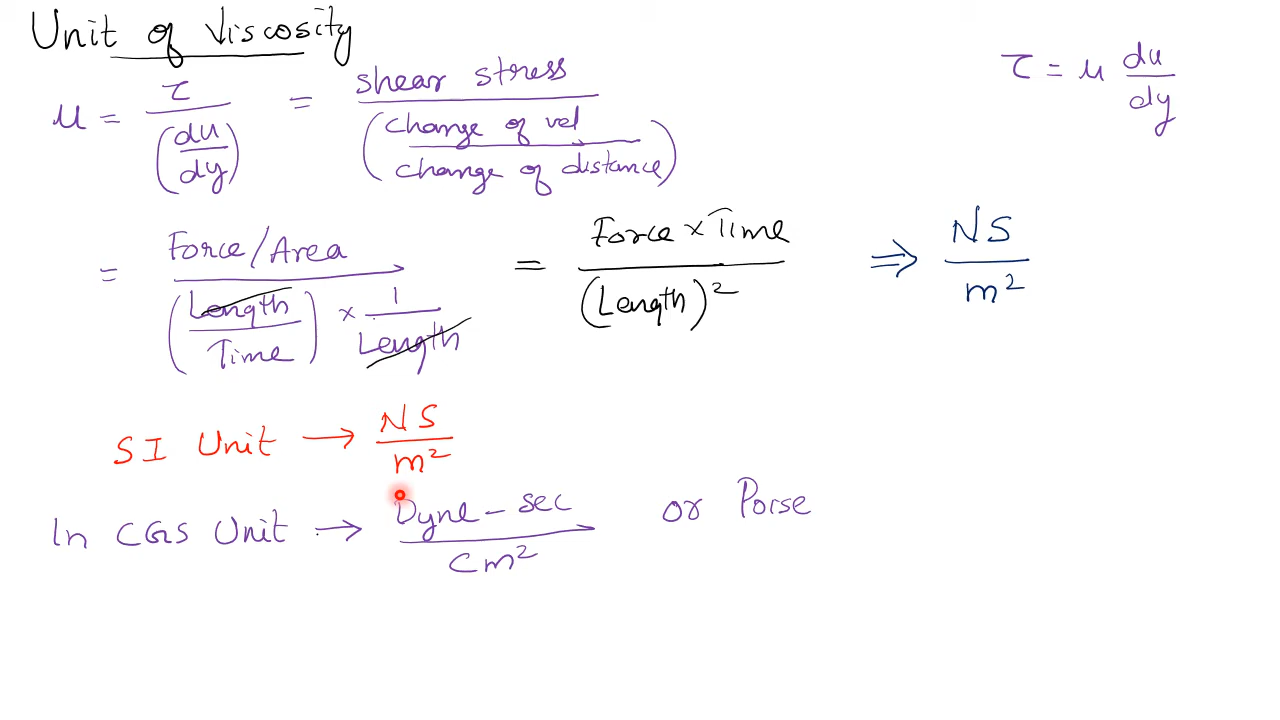 Unit of Viscosity
τ = μ du/dy
μ = τ/(du/dy) = shear stress/(change of vel/change of distance)
= Force/Area/((Length/Time) × 1/Length) = Force × Time/(Length)² ⇒ NS/m²
SI Unit → NS/m²
In CGS Unit → Dyne - sec/cm² or Poise